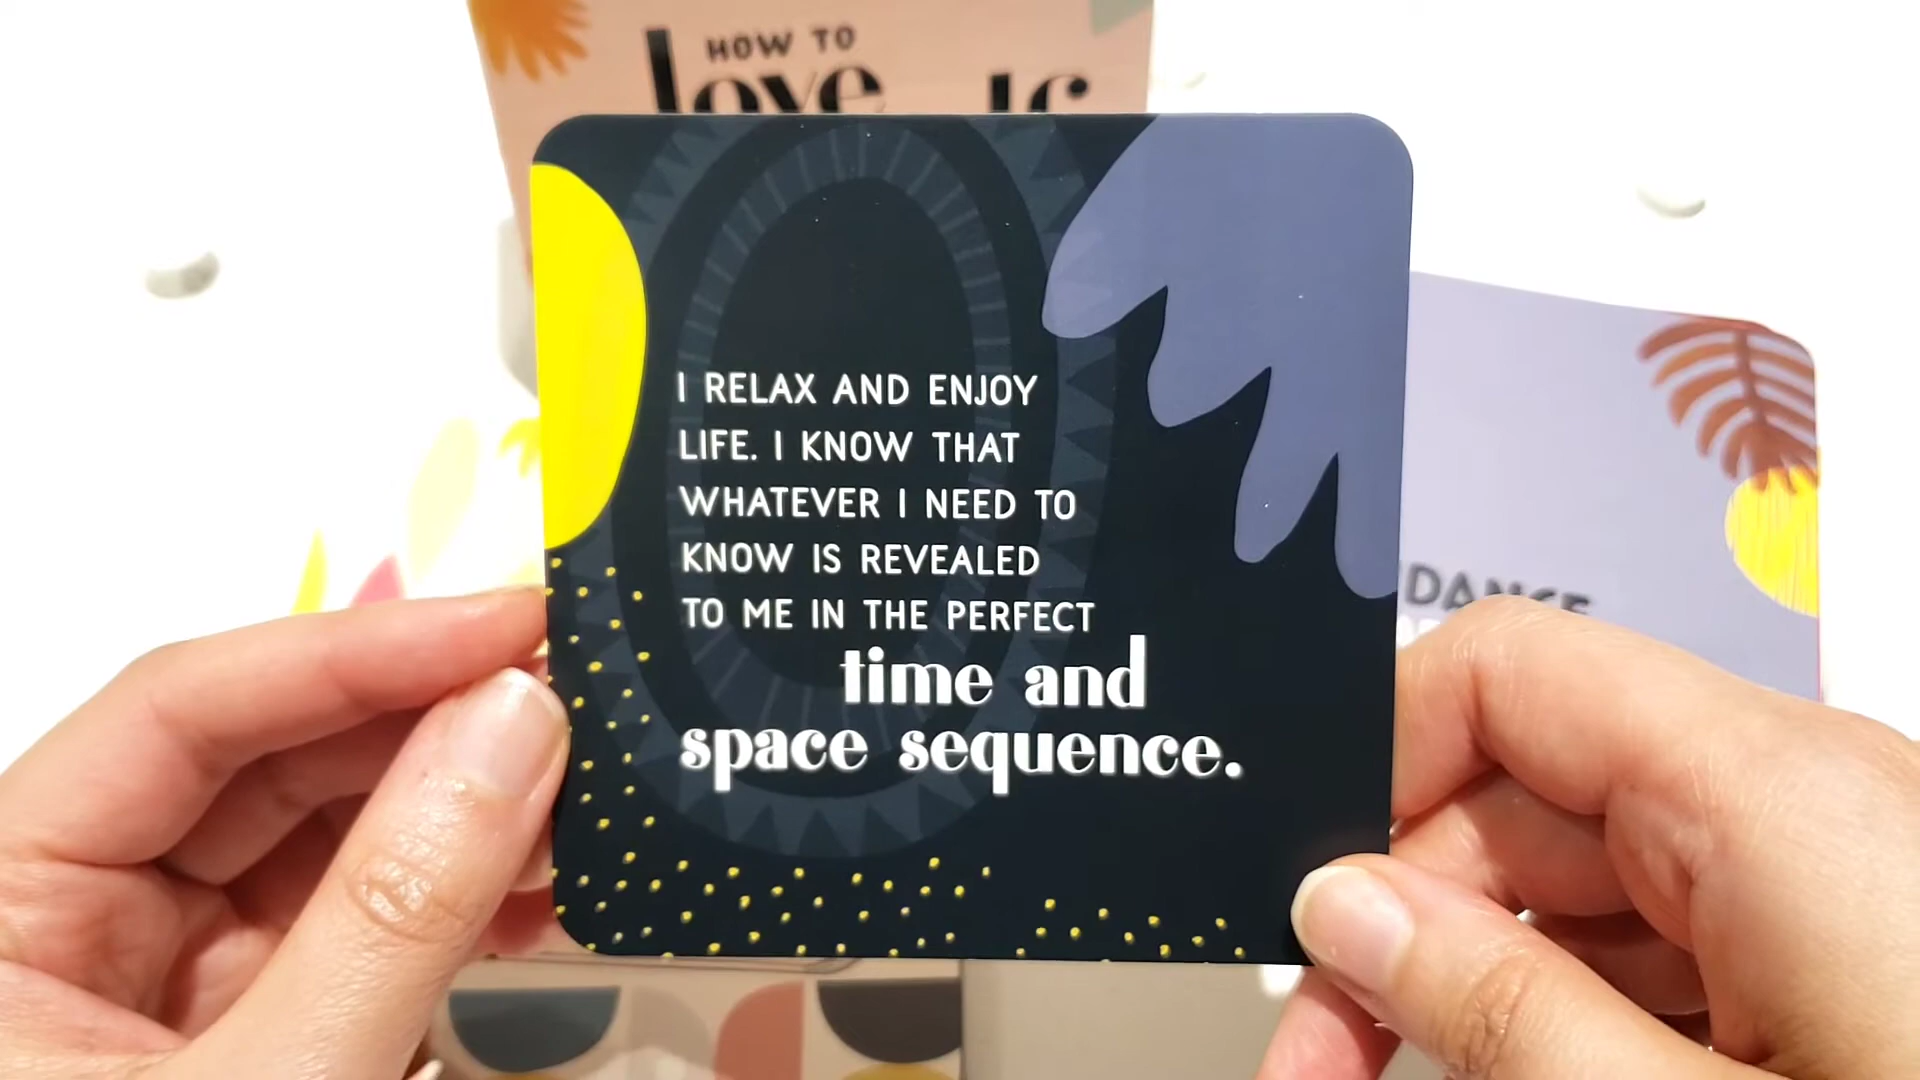 HOW TO
love
I RELAX AND ENJOY
LIFE. I KNOW THAT
WHATEVER I NEED TO
KNOW IS REVEALED
TO ME IN THE PERFECT
time and
space sequence.